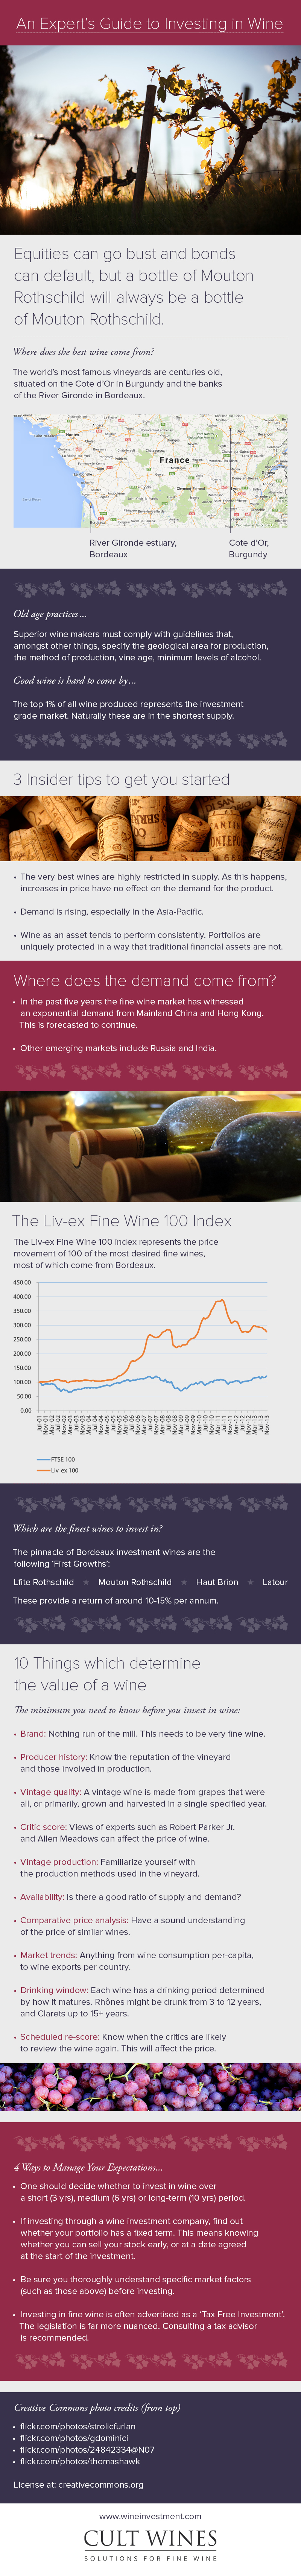 An Expert's Guide to Investing in Wine
Equities can go bust and bonds
can default, but a bottle of Mouton
Rothschild will always be a bottle
of Mouton Rothschild.
Where does the best wine come from?
The world's most famous vineyards are centuries old,
situated on the Cote d'Or in Burgundy and the banks
of the River Gironde in Bordeaux.
France
River Gironde estuary,
Bordeaux
Cote d'Or,
Burgundy
Old age practices...
Superior wine makers must comply with guidelines that,
amongst other things, specify the geological area for production,
the method of production, vine age, minimum levels of alcohol.
Good wine is hard to come by...
The top 1% of all wine produced represents the investment
grade market. Naturally these are in the shortest supply.
3 Insider tips to get you started
• The very best wines are highly restricted in supply. As this happens,
increases in price have no effect on the demand for the product.
• Demand is rising, especially in the Asia-Pacific.
• Wine as an asset tends to perform consistently. Portfolios are
uniquely protected in a way that traditional financial assets are not.
Where does the demand come from?
• In the past five years the fine wine market has witnessed
an exponential demand from Mainland China and Hong Kong.
This is forecasted to continue.
• Other emerging markets include Russia and India.
The Liv-ex Fine Wine 100 Index
The Liv-ex Fine Wine 100 index represents the price
movement of 100 of the most desired fine wines,
most of which come from Bordeaux.
450.00
400.00
350.00
300.00
250.00
200.00
150.00
100.00
50.00
0.00
Jul-01
Nov-01
Mar-02
Jul-02
Nov-02
Mar-03
Jul-03
Nov-03
Mar-04
Jul-04
Nov-04
Mar-05
Jul-05
Nov-05
Mar-06
Jul-06
Nov-06
Mar-07
Jul-07
Nov-07
Mar-08
Jul-08
Nov-08
Mar-09
Jul-09
Nov-09
Mar-10
Jul-10
Nov-10
Mar-11
Jul-11
Nov-11
Mar-12
Jul-12
Nov-12
Mar-13
Jul-13
Nov-13
FTSE 100
Liv ex 100
Which are the finest wines to invest in?
The pinnacle of Bordeaux investment wines are the
following 'First Growths':
Lfite Rothschild ★ Mouton Rothschild ★ Haut Brion ★ Latour
These provide a return of around 10-15% per annum.
10 Things which determine
the value of a wine
The minimum you need to know before you invest in wine:
• Brand: Nothing run of the mill. This needs to be very fine wine.
• Producer history: Know the reputation of the vineyard
and those involved in production.
• Vintage quality: A vintage wine is made from grapes that were
all, or primarily, grown and harvested in a single specified year.
• Critic score: Views of experts such as Robert Parker Jr.
and Allen Meadows can affect the price of wine.
• Vintage production: Familiarize yourself with
the production methods used in the vineyard.
• Availability: Is there a good ratio of supply and demand?
• Comparative price analysis: Have a sound understanding
of the price of similar wines.
• Market trends: Anything from wine consumption per-capita,
to wine exports per country.
• Drinking window: Each wine has a drinking period determined
by how it matures. Rhônes might be drunk from 3 to 12 years,
and Clarets up to 15+ years.
• Scheduled re-score: Know when the critics are likely
to review the wine again. This will affect the price.
4 Ways to Manage Your Expectations...
• One should decide whether to invest in wine over
a short (3 yrs), medium (6 yrs) or long-term (10 yrs) period.
• If investing through a wine investment company, find out
whether your portfolio has a fixed term. This means knowing
whether you can sell your stock early, or at a date agreed
at the start of the investment.
• Be sure you thoroughly understand specific market factors
(such as those above) before investing.
• Investing in fine wine is often advertised as a 'Tax Free Investment'.
The legislation is far more nuanced. Consulting a tax advisor
is recommended.
Creative Commons photo credits (from top)
• flickr.com/photos/strolicfurlan
• flickr.com/photos/gdominici
• flickr.com/photos/24842334@N07
• flickr.com/photos/thomashawk
License at: creativecommons.org
www.wineinvestment.com
CULT WINES
SOLUTIONS FOR FINE WINE